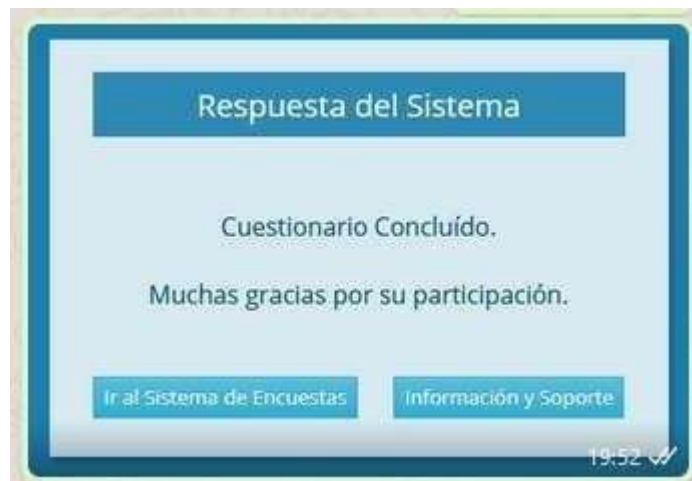 Respuesta del Sistema
Cuestionario Concluído.
Muchas gracias por su participación.
Ir al Sistema de Encuestas
Información y Soporte
19:52